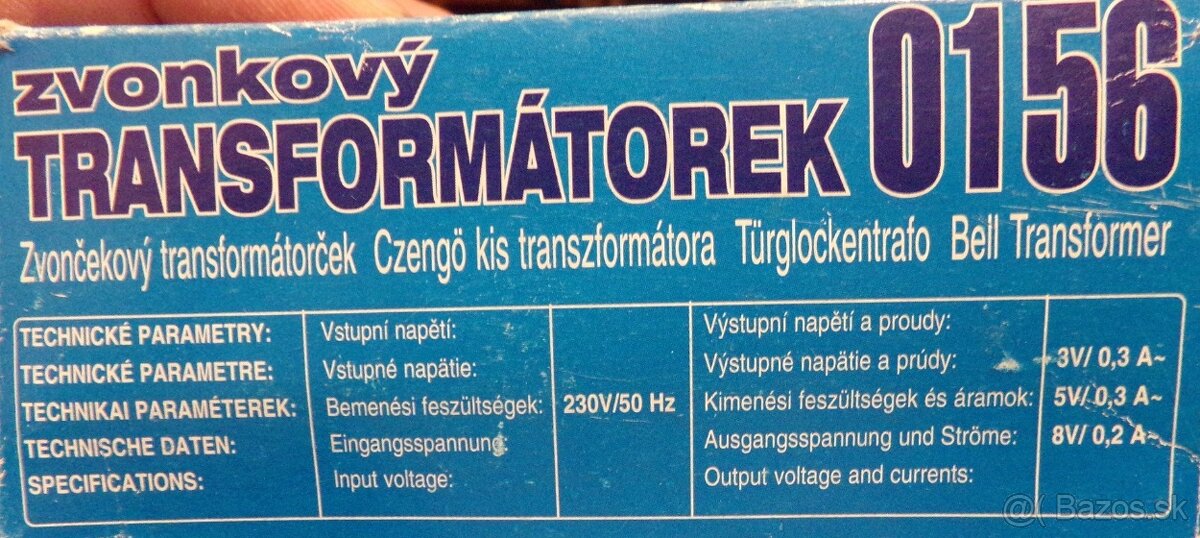 zvonkový
TRANSFORMÁTOREK 0156
Zvončekový transformátorček Czengö kis transzformátora Türglockentrafo Bell Transformer
TECHNICKÉ PARAMETRY:
TECHNICKÉ PARAMETRE:
TECHNIKAI PARAMÉTEREK:
TECHNISCHE DATEN:
SPECIFICATIONS:
Vstupní napětí:
Vstupné napätie:
Bemenési feszültségek:
Eingangsspannung:
Input voltage:
230V/50 Hz
Výstupní napětí a proudy:
Výstupné napätie a prúdy:
Kimenési feszültségek és áramok:
Ausgangsspannung und Ströme:
Output voltage and currents:
3V/ 0,3 A~
5V/ 0,3 A~
8V/ 0,2 A~
@( Bazos.sk